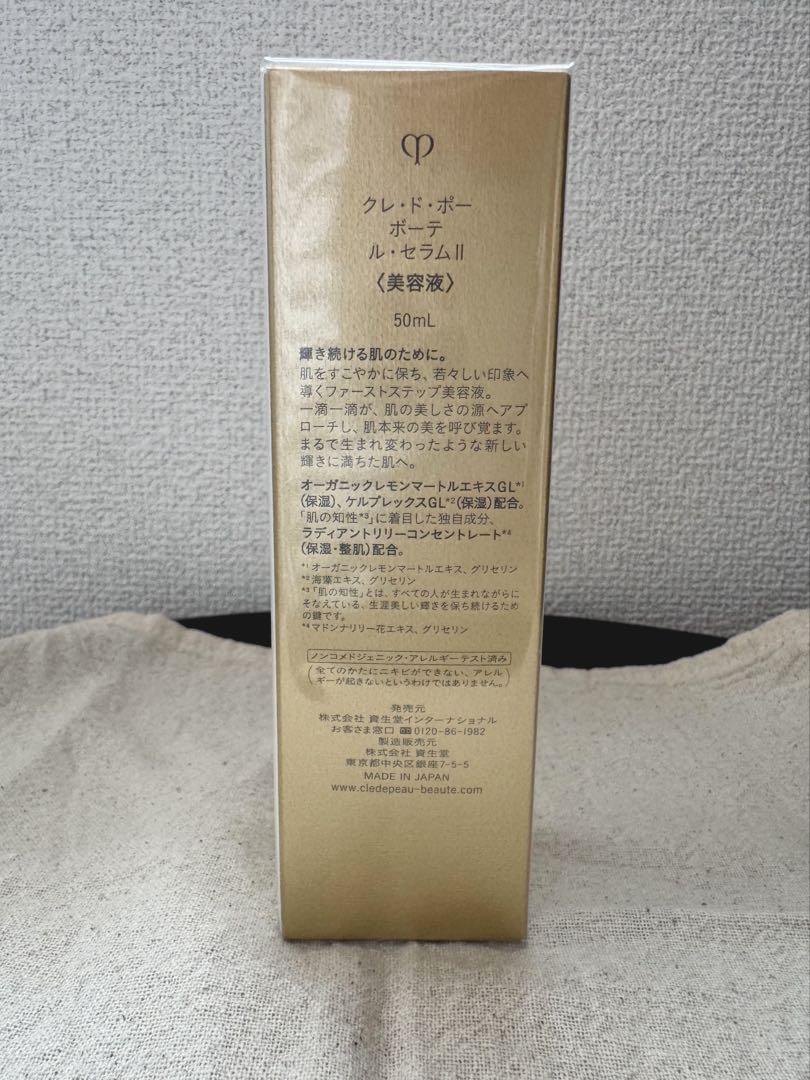 クレ・ド・ポー
ボーテ
ル・セラムⅡ
〈美容液〉
50mL
輝き続ける肌のために。
肌をすこやかに保ち、若々しい印象へ
導くファーストステップ美容液。
一滴一滴が、肌の美しさの源へアプ
ローチし、肌本来の美を呼び覚ます。
まるで生まれ変わったような新しい
輝きに満ちた肌へ。
オーガニックレモンマートルエキスGL*1
(保湿)、ケルプレックスGL*2(保湿)配合。
「肌の知性*3」に着目した独自成分、
ラディアントリリーコンセントレート*4
(保湿・整肌)配合。
*1 オーガニックレモンマートルエキス、グリセリン
*2 海藻エキス、グリセリン
*3 「肌の知性」とは、すべての人が生まれながらに
そなえている、生涯美しい輝きを保ち続けるため
の鍵です。
*4 マドンナリリー花エキス、グリセリン
ノンコメドジェニック・アレルギーテスト済み
(全てのかたにニキビができない、アレル
ギーが起きないというわけではありません。)
発売元
株式会社 資生堂インターナショナル
お客さま窓口 0120-86-1982
製造販売元
株式会社 資生堂
東京都中央区銀座7-5-5
MADE IN JAPAN
www.cledepeau-beaute.com